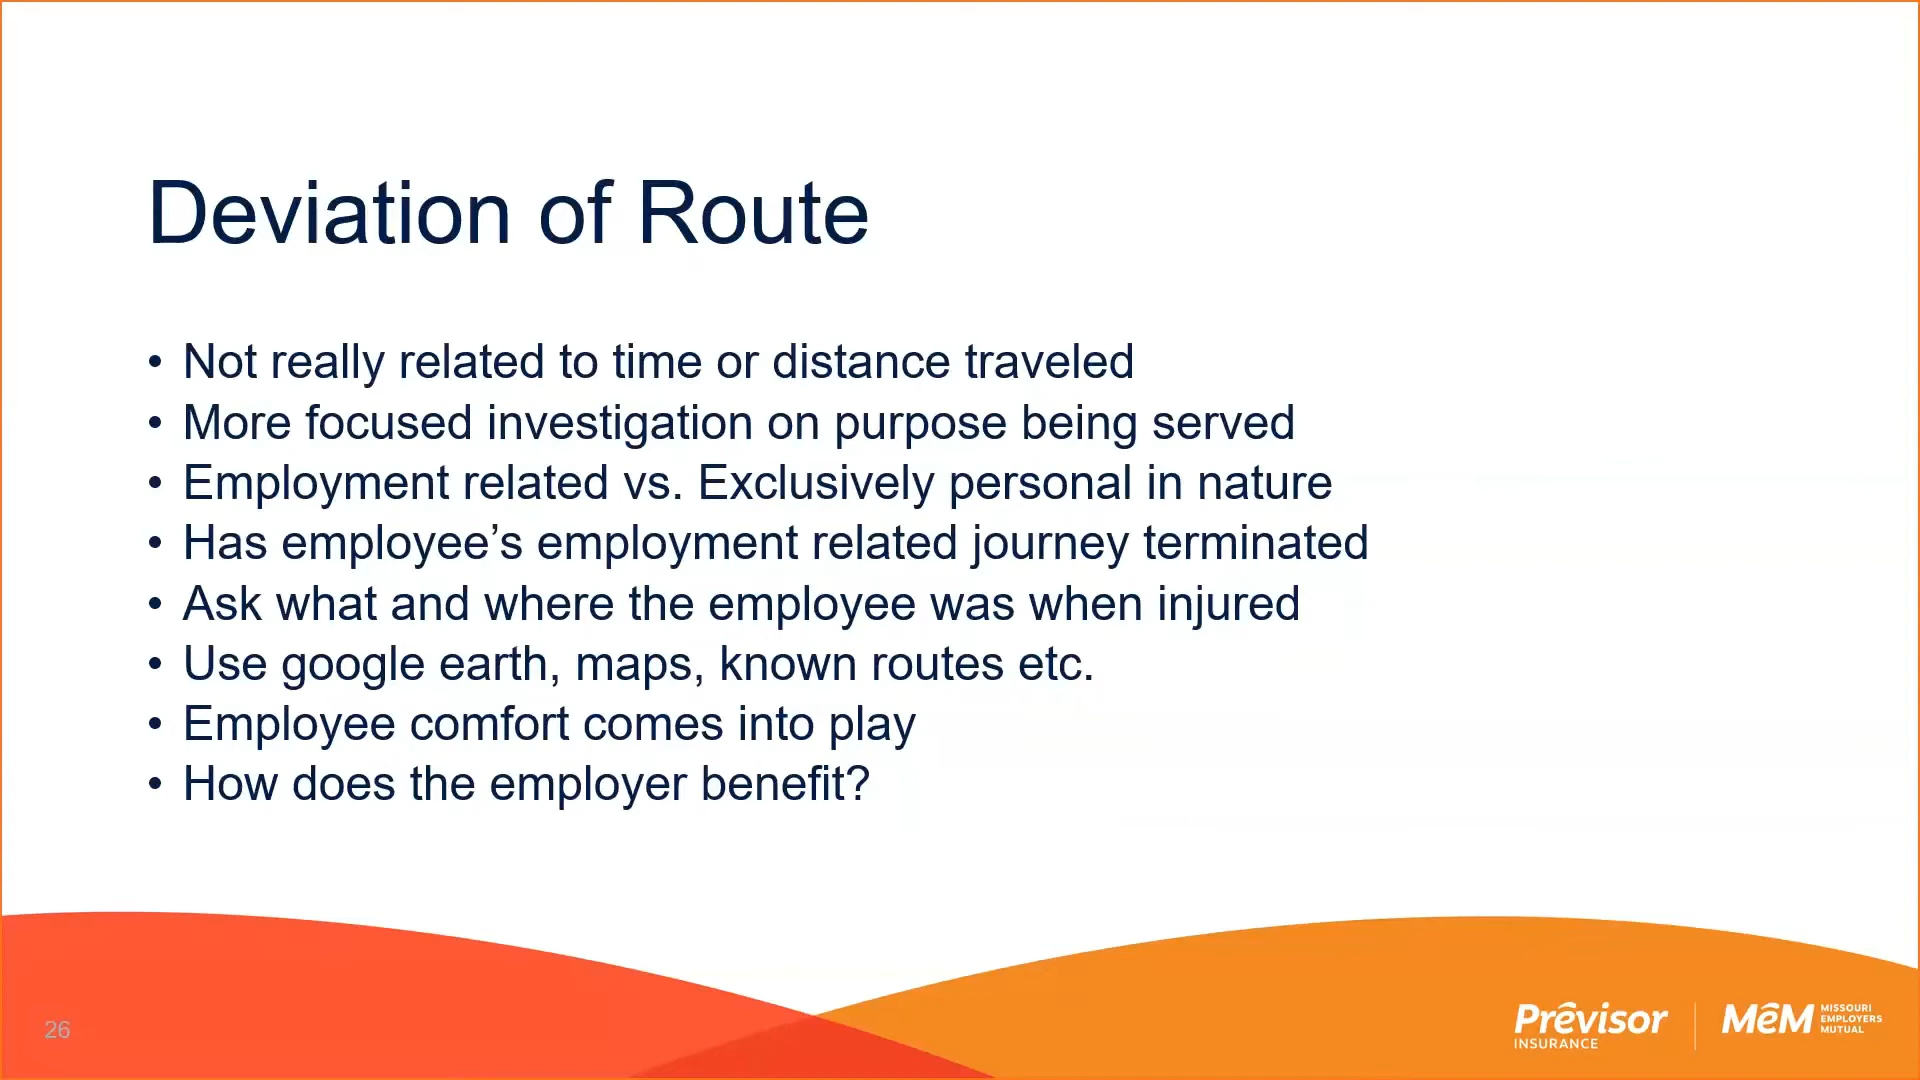 Deviation of Route
• Not really related to time or distance traveled
• More focused investigation on purpose being served
• Employment related vs. Exclusively personal in nature
• Has employee’s employment related journey terminated
• Ask what and where the employee was when injured
• Use google earth, maps, known routes etc.
• Employee comfort comes into play
• How does the employer benefit?
26
Prêvisor
INSURANCE
MêM
MISSOURI
EMPLOYERS
MUTUAL